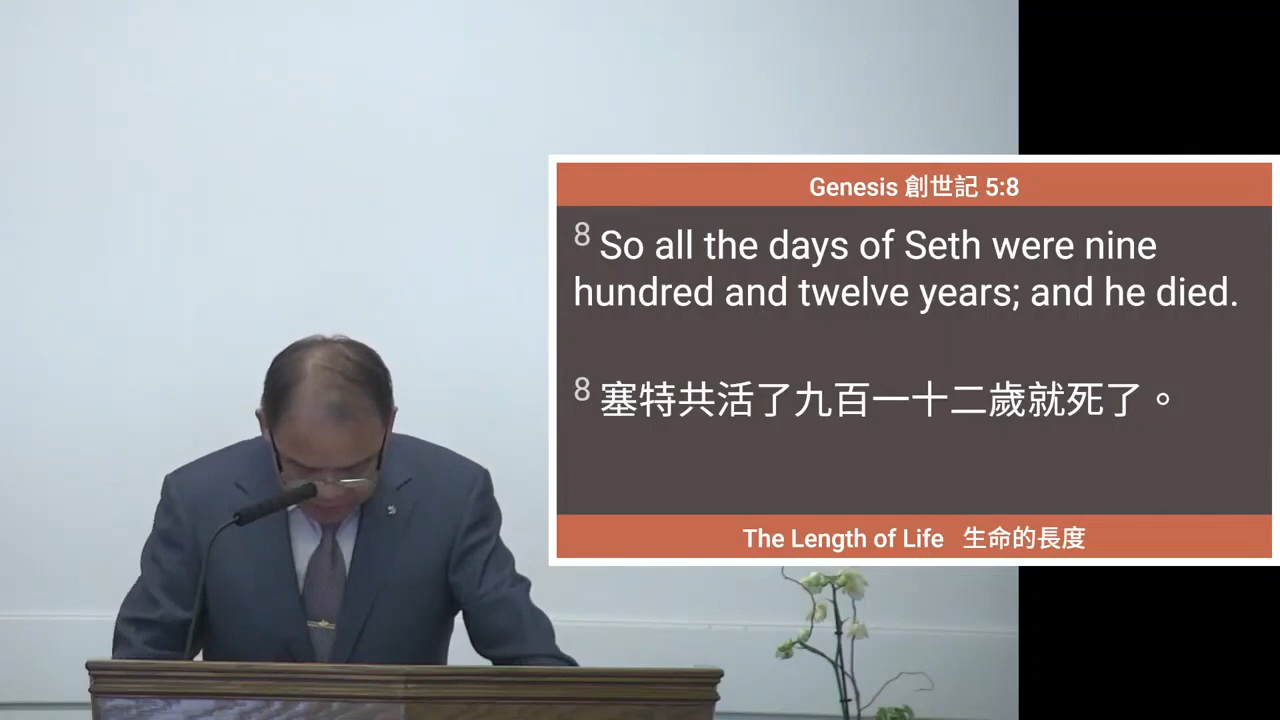 Genesis 創世記 5:8
8 So all the days of Seth were nine
hundred and twelve years; and he died.
8 塞特共活了九百一十二歲就死了。
The Length of Life 生命的長度